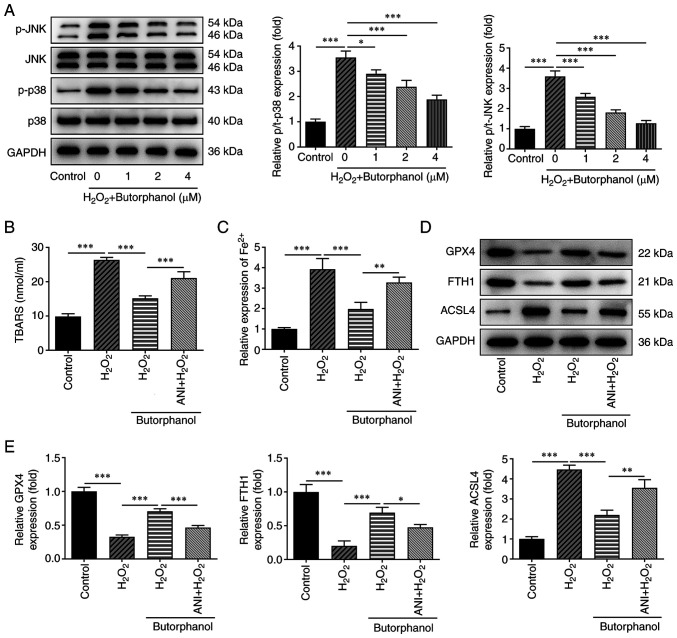 A
p-JNK
54 kDa
46 kDa
JNK
54 kDa
46 kDa
p-p38
43 kDa
p38
40 kDa
GAPDH
36 kDa
Control 0 1 2 4
H2O2+Butorphanol (μM)
Relative p/t-p38 expression (fold)
5
4
3
2
1
0
*** * *** ***
Control 0 1 2 4
H2O2+Butorphanol (μM)
Relative p/t-JNK expression (fold)
5
4
3
2
1
0
*** *** *** ***
Control 0 1 2 4
H2O2+Butorphanol (μM)
B
TBARS (nmol/ml)
30
20
10
0
*** *** ***
Control H2O2 H2O2 ANI+H2O2
Butorphanol
C
Relative expression of Fe2+
5
4
3
2
1
0
*** *** **
Control H2O2 H2O2 ANI+H2O2
Butorphanol
D
GPX4 22 kDa
FTH1 21 kDa
ACSL4 55 kDa
GAPDH 36 kDa
Control H2O2 H2O2 ANI+H2O2
Butorphanol
E
Relative GPX4
expression (fold)
1.5
1.0
0.5
0.0
*** *** ***
Control H2O2 H2O2 ANI+H2O2
Butorphanol
Relative FTH1
expression (fold)
1.5
1.0
0.5
0.0
*** *** *
Control H2O2 H2O2 ANI+H2O2
Butorphanol
Relative ACSL4
expression (fold)
5
4
3
2
1
0
*** *** **
Control H2O2 H2O2 ANI+H2O2
Butorphanol